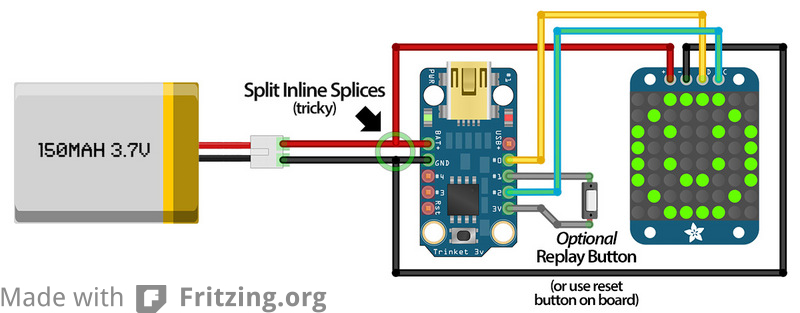 Split Inline Splices
(tricky)
150MAH 3.7V
PWR
#1
BAT+
USB+
GND
#0
#4
#1
#3
#2
Rst
3V
Trinket 3v
+
-
D
C
Optional
Replay Button
(or use reset
button on board)
Made with Fritzing.org